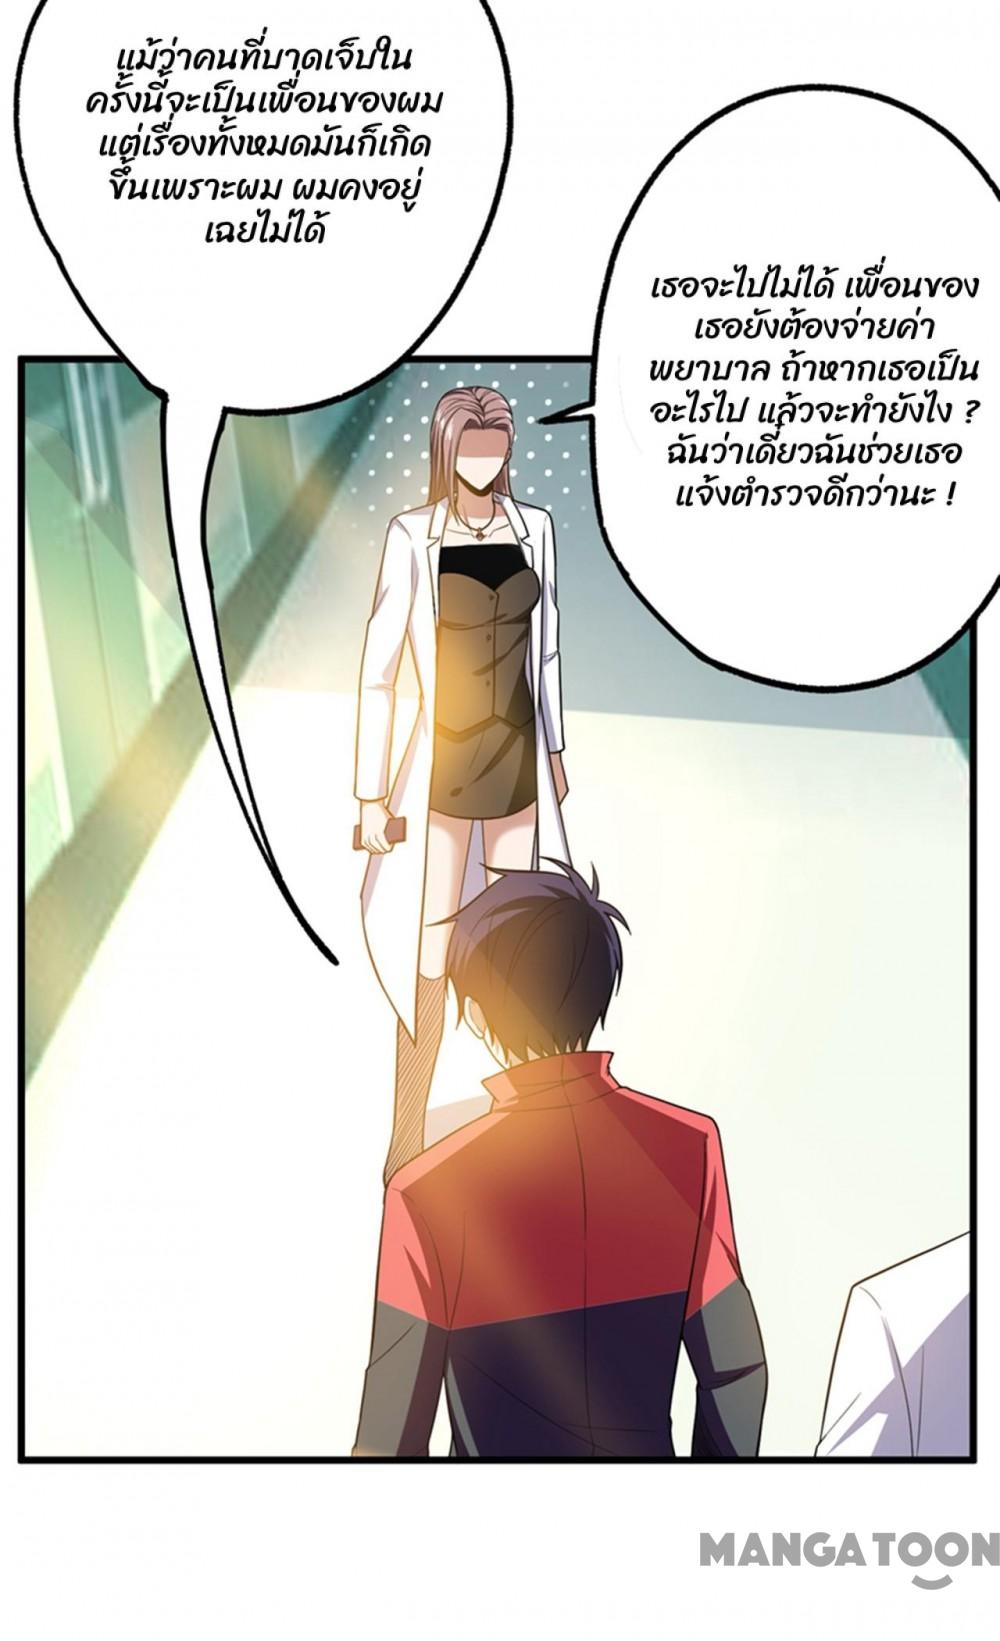 แม้ว่าคนที่บาดเจ็บใน
ครั้งนี้จะเป็นเพื่อนของผม
แต่เรื่องทั้งหมดมันก็เกิด
ขึ้นเพราะผม ผมคงอยู่
เฉยไม่ได้
เธอจะไปไม่ได้ เพื่อนของ
เธอยังต้องจ่ายค่า
พยาบาล ถ้าหากเธอเป็น
อะไรไป แล้วจะทำยังไง ?
ฉันว่าเดี๋ยวฉันช่วยเธอ
แจ้งตำรวจดีกว่านะ !
MANGATOON